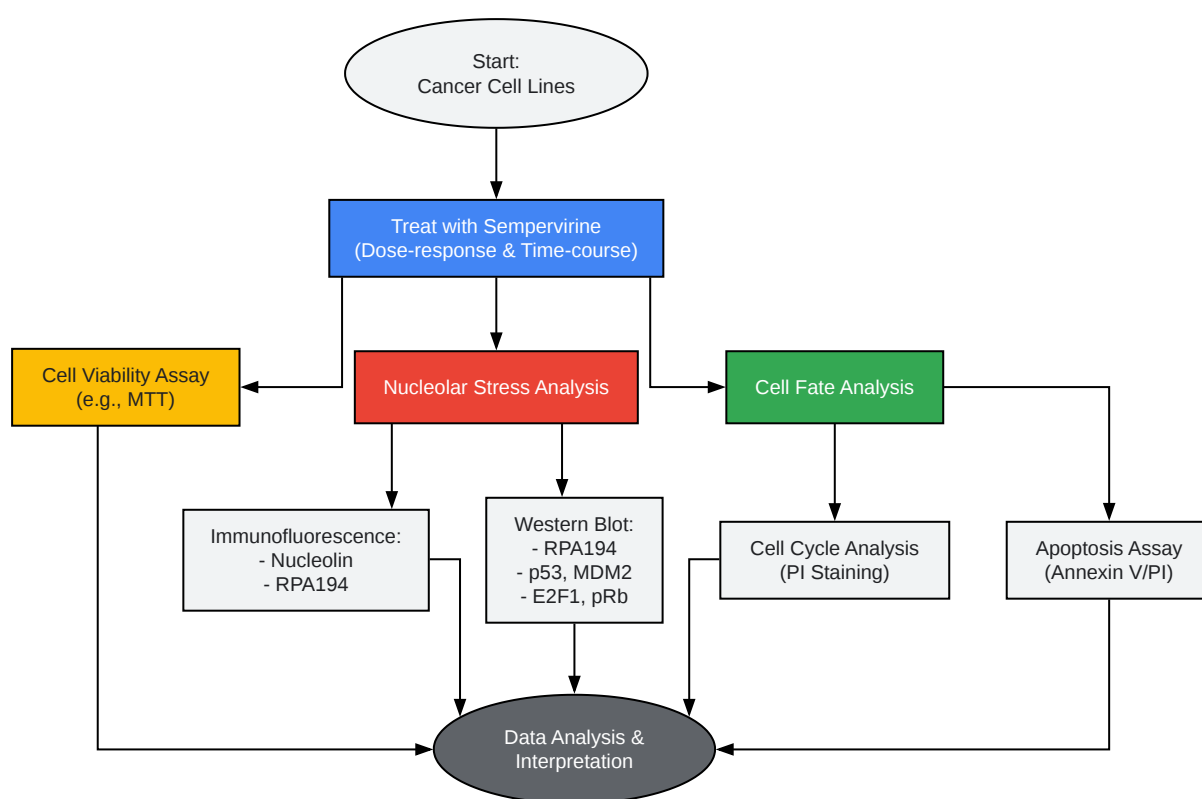 Start:
Cancer Cell Lines
Treat with Sempervirine
(Dose-response & Time-course)
Cell Viability Assay
(e.g., MTT)
Nucleolar Stress Analysis
Cell Fate Analysis
Immunofluorescence:
- Nucleolin
- RPA194
Western Blot:
- RPA194
- p53, MDM2
- E2F1, pRb
Cell Cycle Analysis
(PI Staining)
Apoptosis Assay
(Annexin V/PI)
Data Analysis &
Interpretation